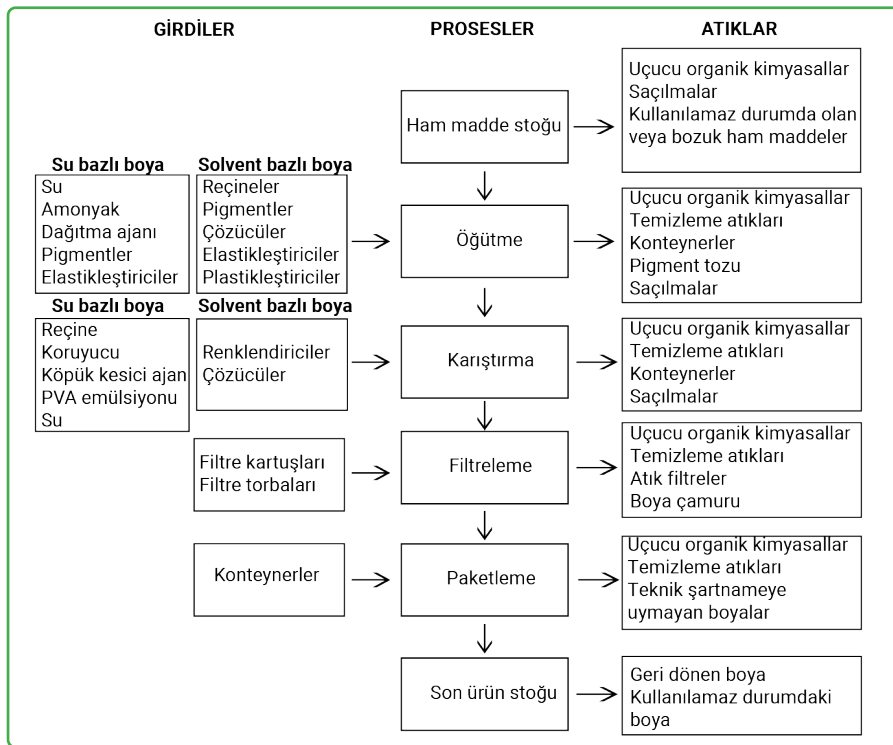 GİRDİLER
PROSESLER
ATIKLAR
Ham madde stoğu
Uçucu organik kimyasallar
Saçılmalar
Kullanılamaz durumda olan
veya bozuk ham maddeler
Su bazlı boya
Su
Amonyak
Dağıtma ajanı
Pigmentler
Elastikleştiriciler
Solvent bazlı boya
Reçineler
Pigmentler
Çözücüler
Elastikleştiriciler
Plastikleştiriciler
Öğütme
Uçucu organik kimyasallar
Temizleme atıkları
Konteynerler
Pigment tozu
Saçılmalar
Su bazlı boya
Reçine
Koruyucu
Köpük kesici ajan
PVA emülsiyonu
Su
Solvent bazlı boya
Renklendiriciler
Çözücüler
Karıştırma
Uçucu organik kimyasallar
Temizleme atıkları
Konteynerler
Saçılmalar
Filtre kartuşları
Filtre torbaları
Filtreleme
Uçucu organik kimyasallar
Temizleme atıkları
Atık filtreler
Boya çamuru
Konteynerler
Paketleme
Uçucu organik kimyasallar
Temizleme atıkları
Teknik şartnameye
uymayan boyalar
Son ürün stoğu
Geri dönen boya
Kullanılamaz durumdaki
boya